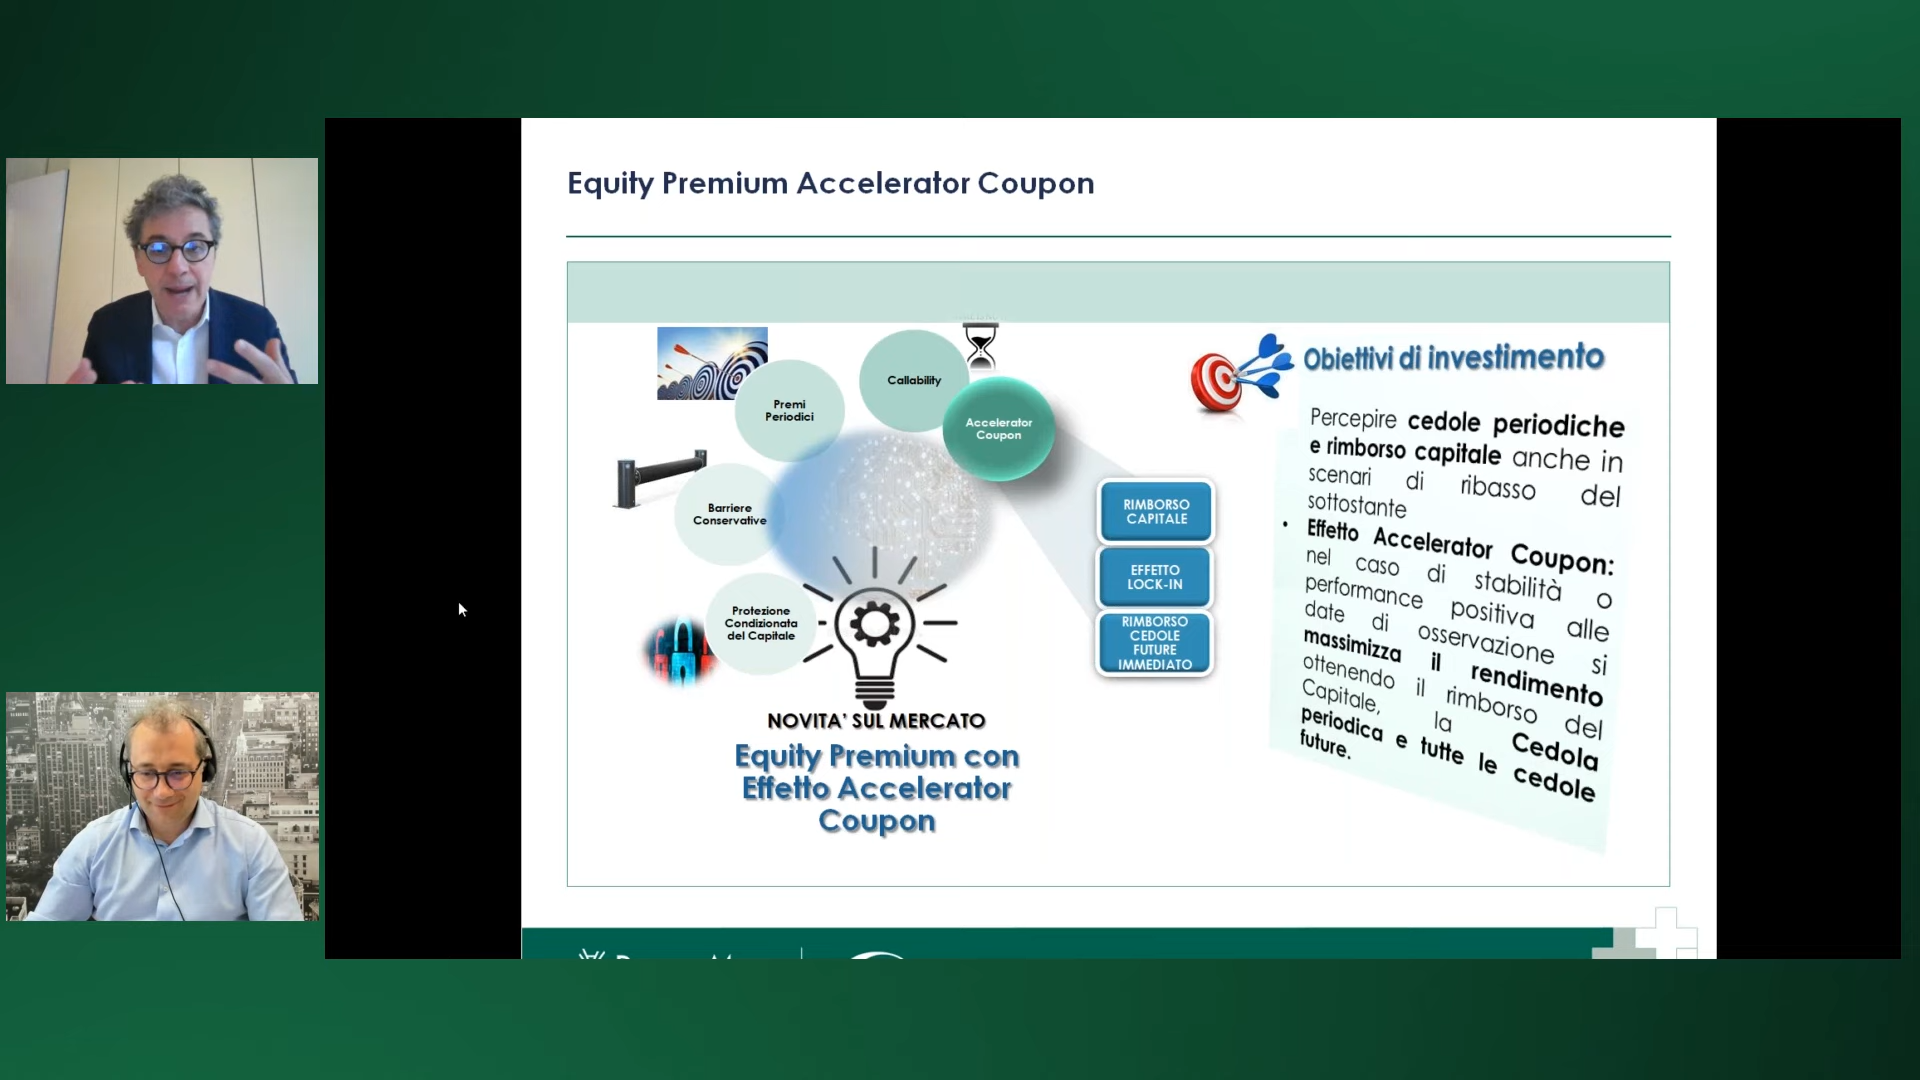 Equity Premium Accelerator Coupon
Callability
Premi
Periodici
Accelerator
Coupon
Barriere
Conservative
Protezione
Condizionata
del Capitale
RIMBORSO
CAPITALE
EFFETTO
LOCK-IN
RIMBORSO
CEDOLE
FUTURE
IMMEDIATO
NOVITA’ SUL MERCATO
Equity Premium con
Effetto Accelerator
Coupon
Obiettivi di investimento
Percepire cedole periodiche
e rimborso capitale anche in
scenari di ribasso del
sottostante
• Effetto Accelerator Coupon:
nel caso di stabilità o
performance positiva alle
date di osservazione si
massimizza il rendimento
ottenendo il rimborso del
Capitale, la Cedola
periodica e tutte le cedole
future.